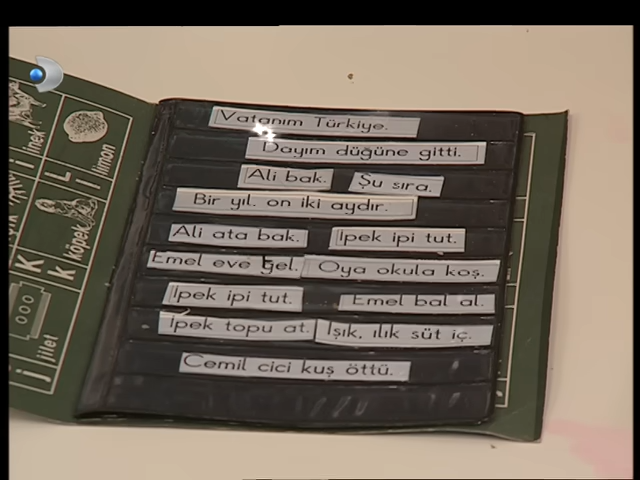 Vatanım Türkiye.
Dayım düğüne gitti.
Ali bak. Şu sıra.
Bir yıl. on iki aydır.
Ali ata bak. İpek ipi tut.
Emel eve gel. Oya okula koş.
İpek ipi tut. Emel bal al.
İpek topu at. Işık, ılık süt iç.
Cemil cici kuş öttü.
İ i inek
L l limon
K k köpek
j jilet